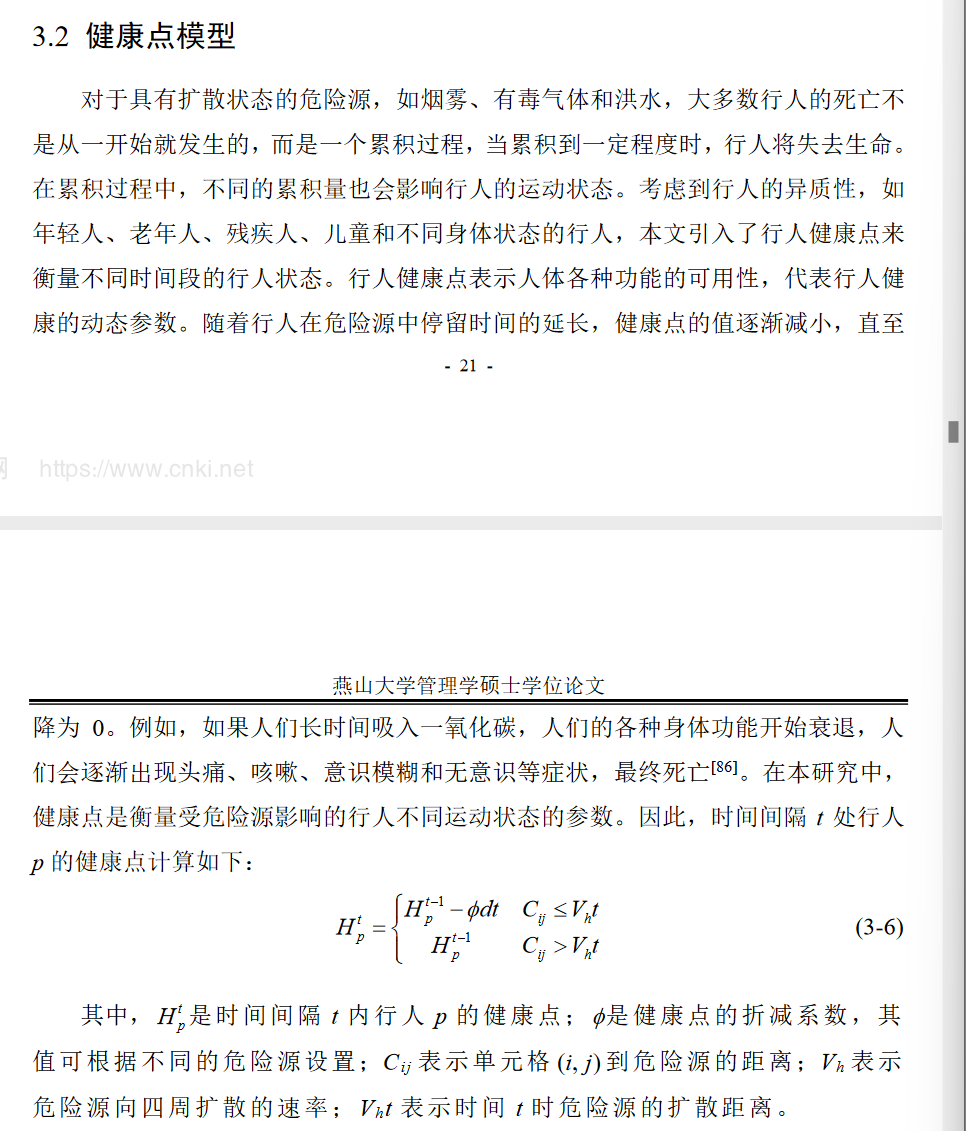 3.2 健康点模型
对于具有扩散状态的危险源，如烟雾、有毒气体和洪水，大多数行人的死亡不
是从一开始就发生的，而是一个累积过程，当累积到一定程度时，行人将失去生命。
在累积过程中，不同的累积量也会影响行人的运动状态。考虑到行人的异质性，如
年轻人、老年人、残疾人、儿童和不同身体状态的行人，本文引入了行人健康点来
衡量不同时间段的行人状态。行人健康点表示人体各种功能的可用性，代表行人健
康的动态参数。随着行人在危险源中停留时间的延长，健康点的值逐渐减小，直至
- 21 -
网 https://www.cnki.net
燕山大学管理学硕士学位论文
降为 0。例如，如果人们长时间吸入一氧化碳，人们的各种身体功能开始衰退，人
们会逐渐出现头痛、咳嗽、意识模糊和无意识等症状，最终死亡[86]。在本研究中，
健康点是衡量受危险源影响的行人不同运动状态的参数。因此，时间间隔 t 处行人
p 的健康点计算如下：
H_p^t = { H_p^{t-1} − ϕdt  C_{ij} ≤ V_h t
H_p^{t-1}  C_{ij} > V_h t  (3-6)
其中，H_p^t 是时间间隔 t 内行人 p 的健康点；ϕ是健康点的折减系数，其
值可根据不同的危险源设置；C_{ij} 表示单元格 (i, j) 到危险源的距离；V_h 表示
危险源向四周扩散的速率；V_h t 表示时间 t 时危险源的扩散距离。